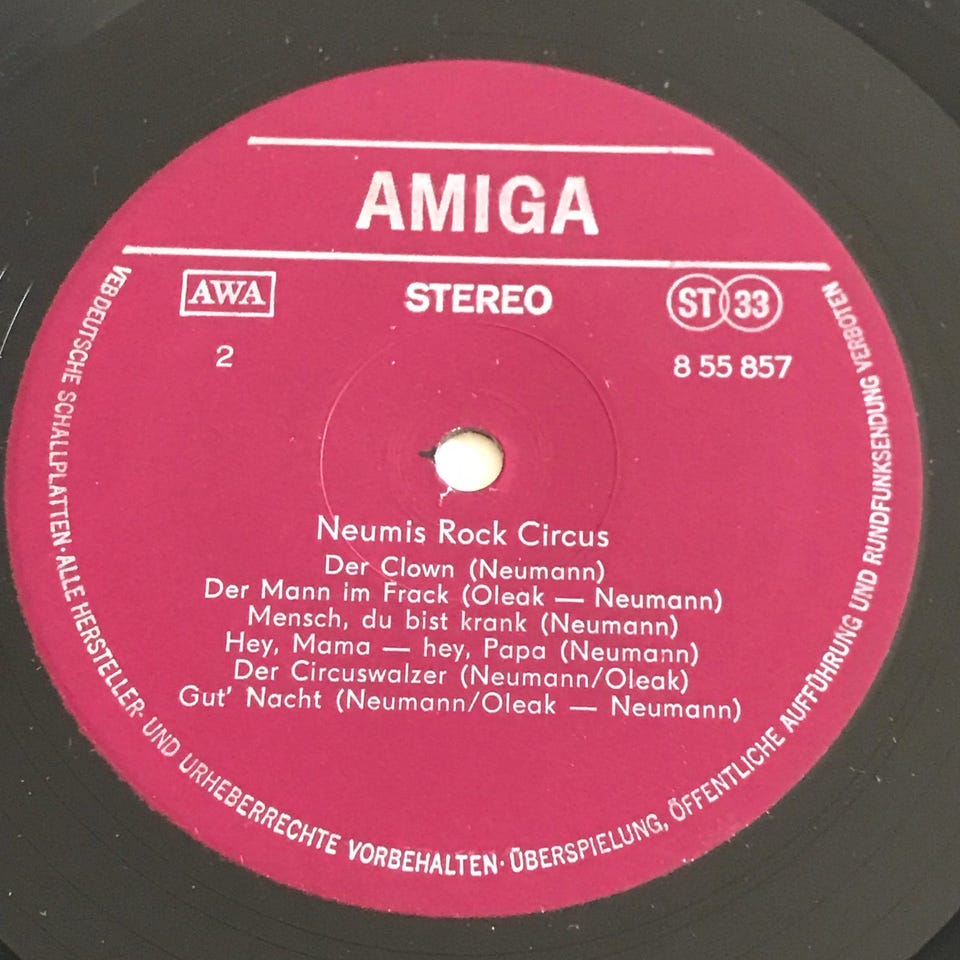 AMIGA
AWA
STEREO
ST 33
2
8 55 857
Neumis Rock Circus
Der Clown (Neumann)
Der Mann im Frack (Oleak — Neumann)
Mensch, du bist krank (Neumann)
Hey, Mama — hey, Papa (Neumann)
Der Circuswalzer (Neumann/Oleak)
Gut' Nacht (Neumann/Oleak — Neumann)
VEB DEUTSCHE SCHALLPLATTEN · ALLE HERSTELLER- UND URHEBERRECHTE VORBEHALTEN · ÜBERSPIELUNG, ÖFFENTLICHE AUFFÜHRUNG UND RUNDFUNKSENDUNG VERBOTEN